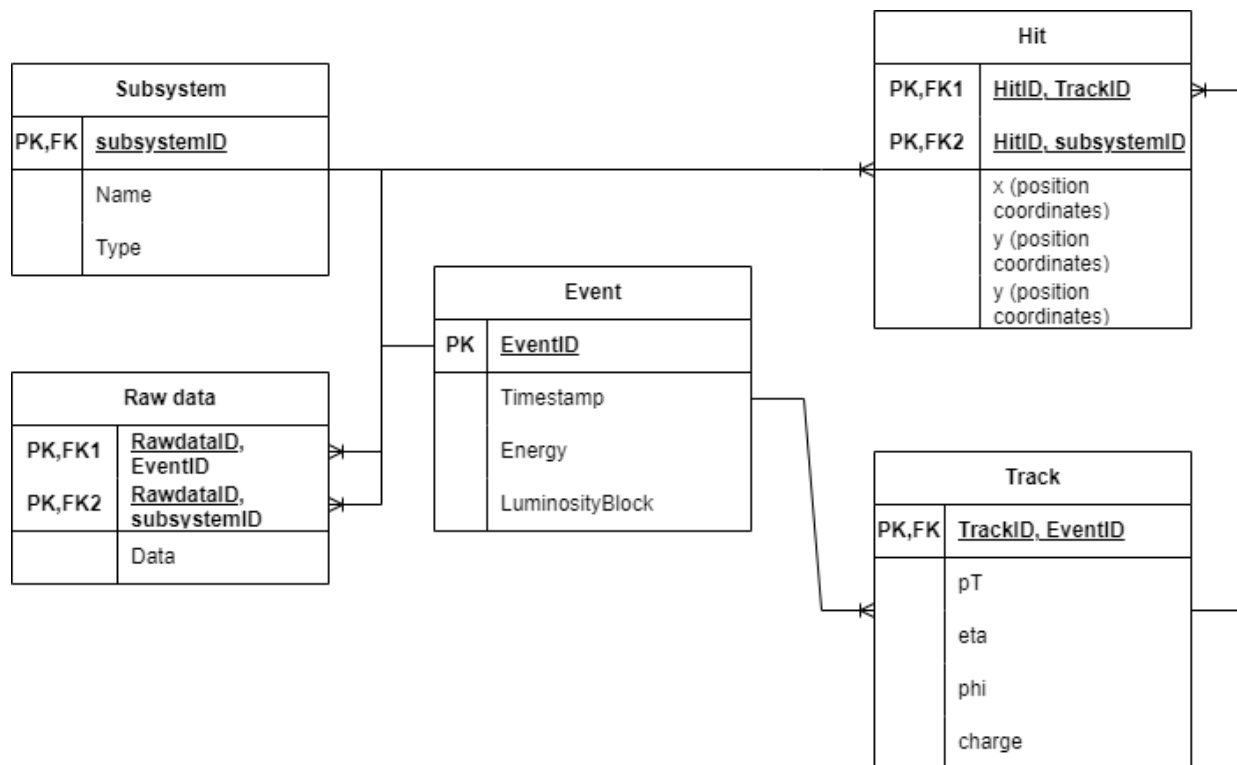 Subsystem
PK,FK subsystemID
Name
Type
Raw data
PK,FK1 RawdataID,
EventID
PK,FK2 RawdataID,
subsystemID
Data
Event
PK EventID
Timestamp
Energy
LuminosityBlock
Hit
PK,FK1 HitID, TrackID
PK,FK2 HitID, subsystemID
x (position
coordinates)
y (position
coordinates)
y (position
coordinates)
Track
PK,FK TrackID, EventID
pT
eta
phi
charge